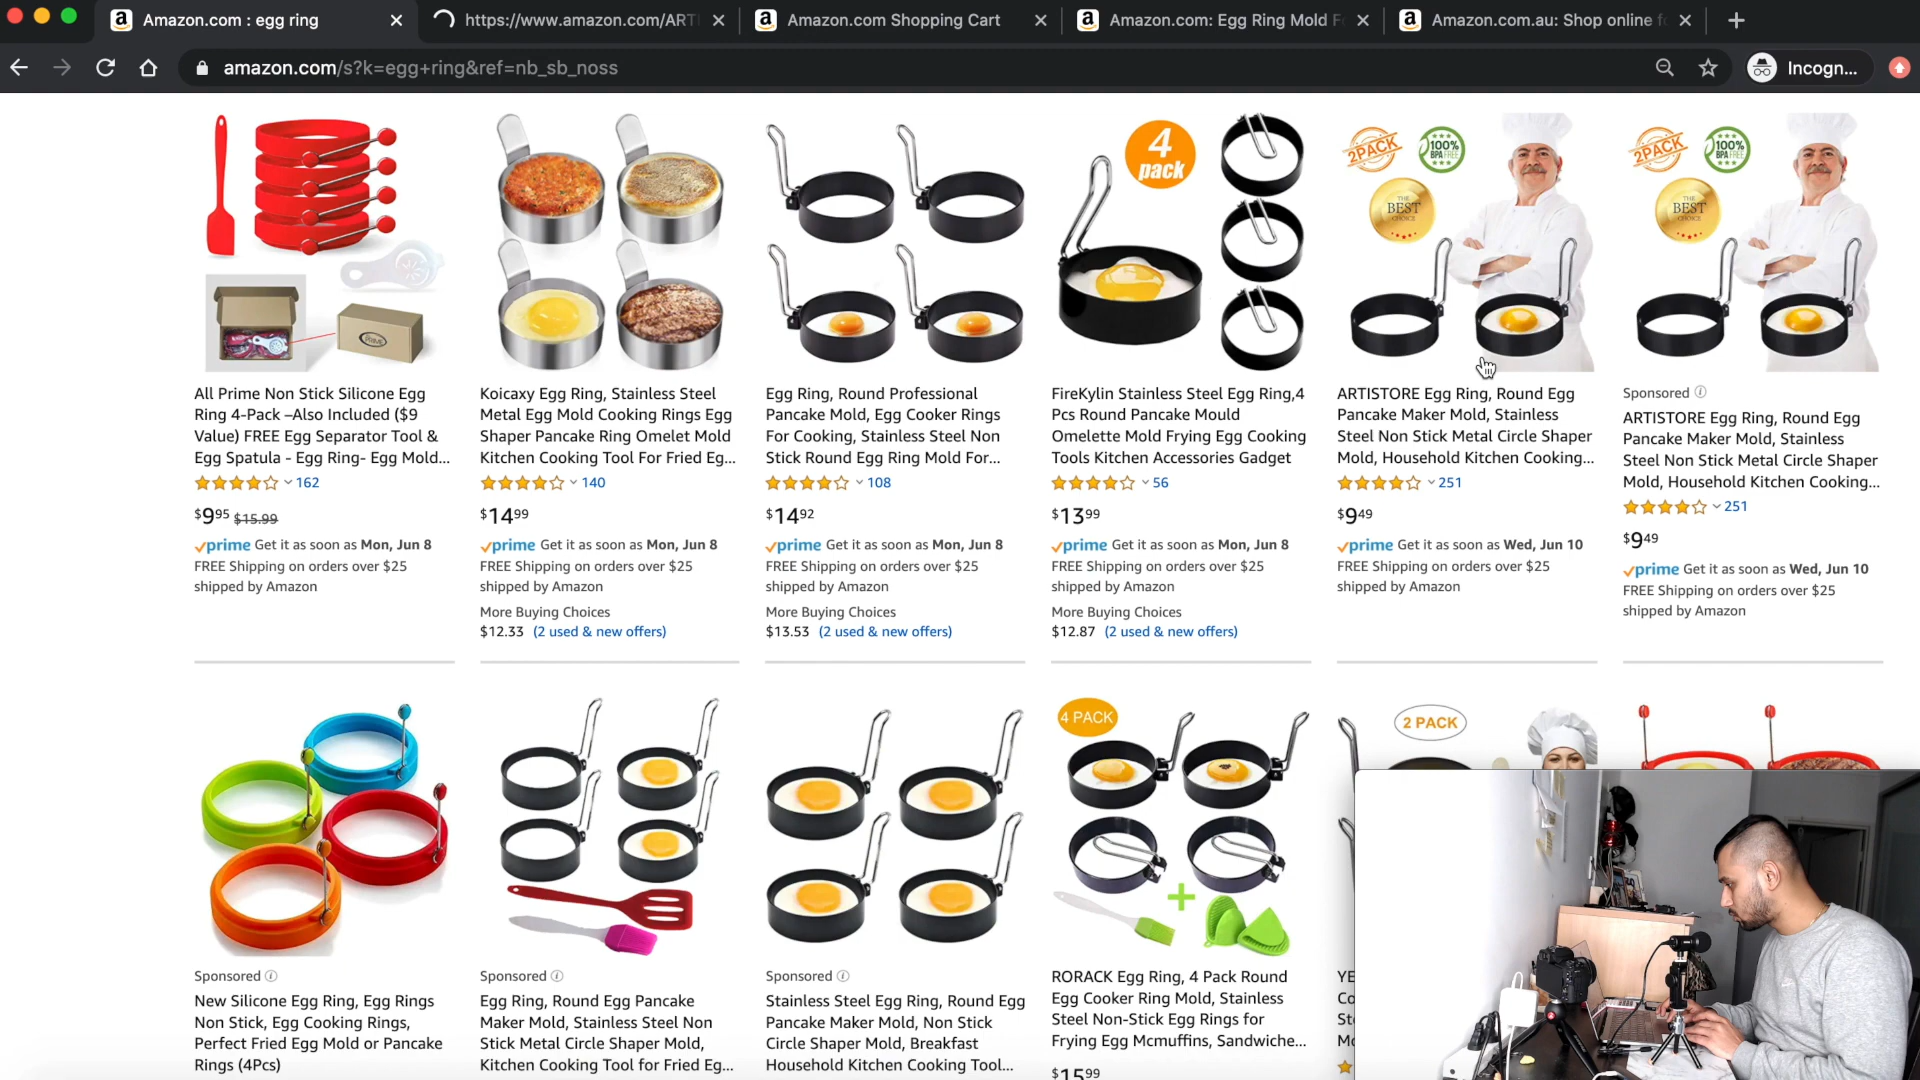 Amazon.com : egg ring
https://www.amazon.com/ARTI
Amazon.com Shopping Cart
Amazon.com: Egg Ring Mold F
Amazon.com.au: Shop online f
amazon.com/s?k=egg+ring&ref=nb_sb_noss
Incogn...
4
pack
2PACK
100%
BPA FREE
THE
BEST
CHOICE
2PACK
100%
BPA FREE
THE
BEST
CHOICE
PRIME
All Prime Non Stick Silicone Egg
Ring 4-Pack –Also Included ($9
Value) FREE Egg Separator Tool &
Egg Spatula - Egg Ring- Egg Mold...
162
$9.95 $15.99
prime Get it as soon as Mon, Jun 8
FREE Shipping on orders over $25
shipped by Amazon
Koicaxy Egg Ring, Stainless Steel
Metal Egg Mold Cooking Rings Egg
Shaper Pancake Ring Omelet Mold
Kitchen Cooking Tool For Fried Eg...
140
$14.99
prime Get it as soon as Mon, Jun 8
FREE Shipping on orders over $25
shipped by Amazon
More Buying Choices
$12.33 (2 used & new offers)
Egg Ring, Round Professional
Pancake Mold, Egg Cooker Rings
For Cooking, Stainless Steel Non
Stick Round Egg Ring Mold For...
108
$14.92
prime Get it as soon as Mon, Jun 8
FREE Shipping on orders over $25
shipped by Amazon
More Buying Choices
$13.53 (2 used & new offers)
FireKylin Stainless Steel Egg Ring,4
Pcs Round Pancake Mould
Omelette Mold Frying Egg Cooking
Tools Kitchen Accessories Gadget
56
$13.99
prime Get it as soon as Mon, Jun 8
FREE Shipping on orders over $25
shipped by Amazon
More Buying Choices
$12.87 (2 used & new offers)
ARTISTORE Egg Ring, Round Egg
Pancake Maker Mold, Stainless
Steel Non Stick Metal Circle Shaper
Mold, Household Kitchen Cooking...
251
$9.49
prime Get it as soon as Wed, Jun 10
FREE Shipping on orders over $25
shipped by Amazon
Sponsored
ARTISTORE Egg Ring, Round Egg
Pancake Maker Mold, Stainless
Steel Non Stick Metal Circle Shaper
Mold, Household Kitchen Cooking...
251
$9.49
prime Get it as soon as Wed, Jun 10
FREE Shipping on orders over $25
shipped by Amazon
4 PACK
2 PACK
Sponsored
New Silicone Egg Ring, Egg Rings
Non Stick, Egg Cooking Rings,
Perfect Fried Egg Mold or Pancake
Rings (4Pcs)
Sponsored
Egg Ring, Round Egg Pancake
Maker Mold, Stainless Steel Non
Stick Metal Circle Shaper Mold,
Kitchen Cooking Tool for Fried Eg...
Sponsored
Stainless Steel Egg Ring, Round Egg
Pancake Maker Mold, Non Stick
Circle Shaper Mold, Breakfast
Household Kitchen Cooking Tool...
RORACK Egg Ring, 4 Pack Round
Egg Cooker Ring Mold, Stainless
Steel Non-Stick Egg Rings for
Frying Egg Mcmuffins, Sandwiche...
$15.99
YE
Co
St
Mc